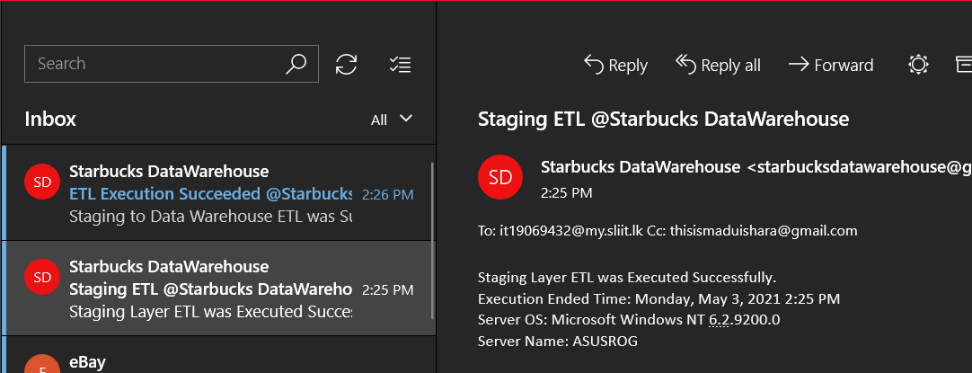 Search
Inbox
All
SD
Starbucks DataWarehouse
ETL Execution Succeeded @Starbucks
2:26 PM
Staging to Data Warehouse ETL was Su
SD
Starbucks DataWarehouse
Staging ETL @Starbucks DataWareho
2:25 PM
Staging Layer ETL was Executed Succe
eBay
Reply
Reply all
Forward
Staging ETL @Starbucks DataWarehouse
SD
Starbucks DataWarehouse <starbucksdatawarehouse@g
2:25 PM
To: it19069432@my.sliit.lk Cc: thisismaduishara@gmail.com
Staging Layer ETL was Executed Successfully.
Execution Ended Time: Monday, May 3, 2021 2:25 PM
Server OS: Microsoft Windows NT 6.2.9200.0
Server Name: ASUSROG